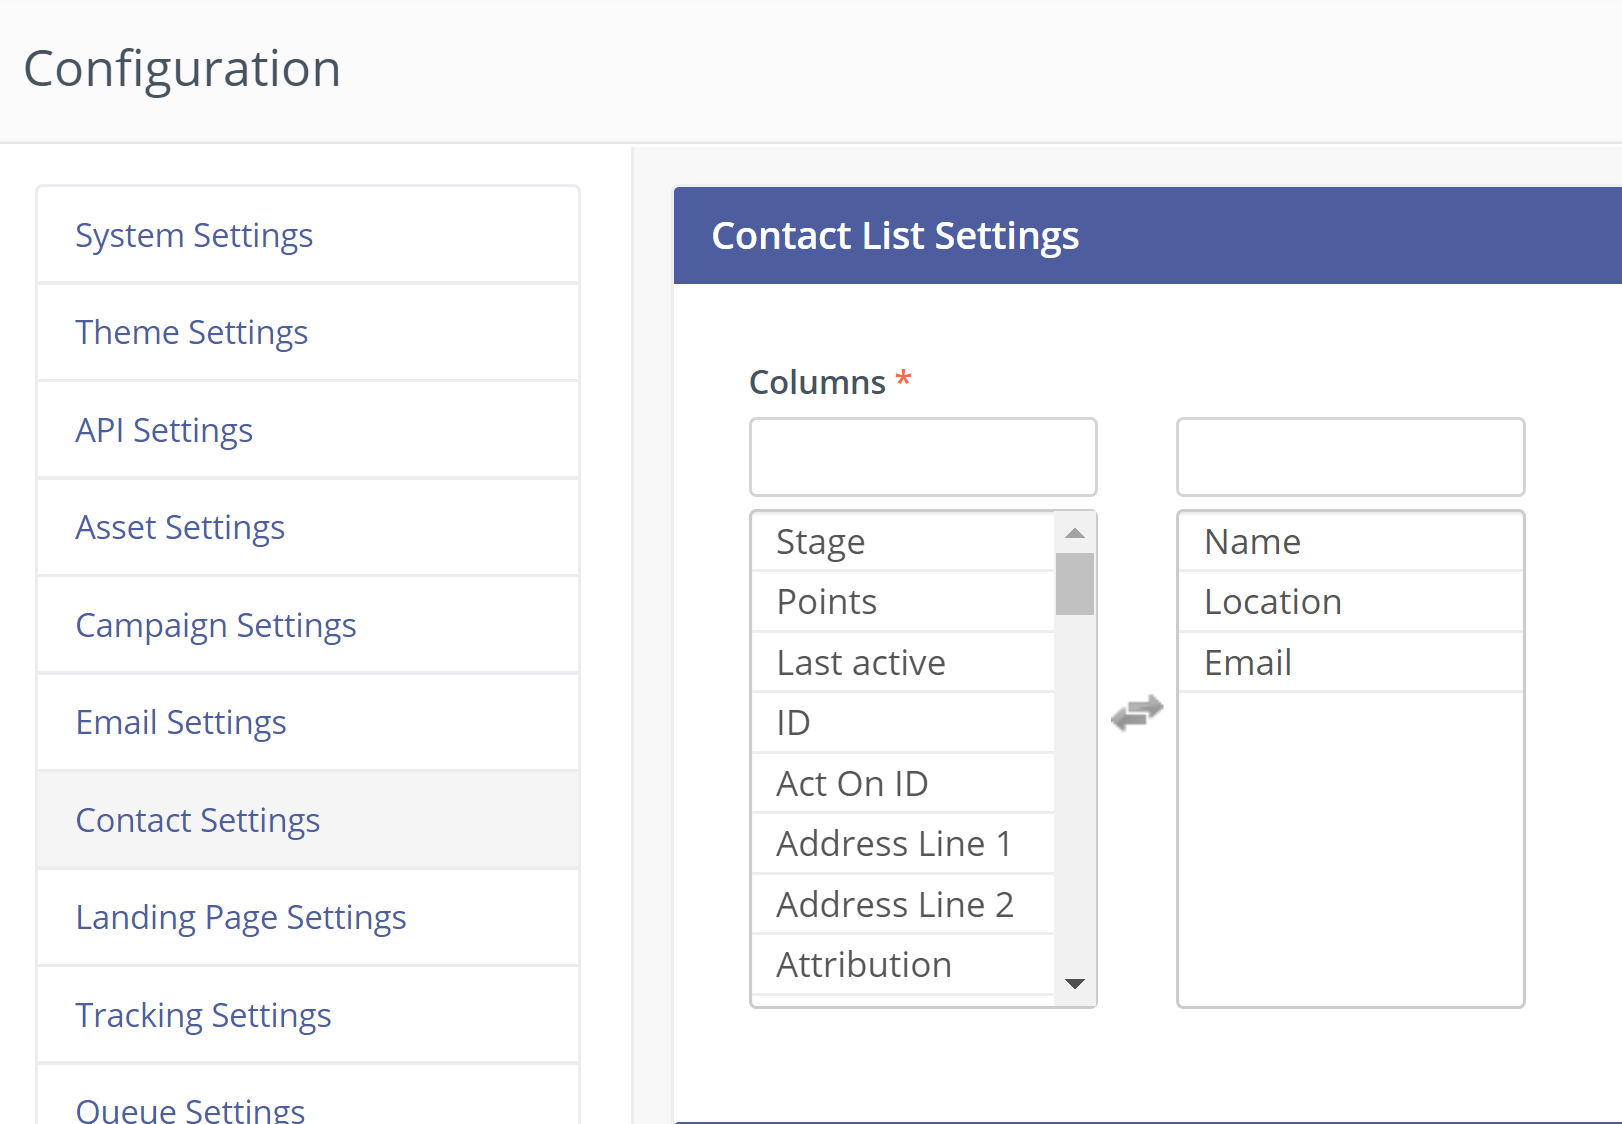 Configuration
System Settings
Theme Settings
API Settings
Asset Settings
Campaign Settings
Email Settings
Contact Settings
Landing Page Settings
Tracking Settings
Queue Settings
Contact List Settings
Columns *
Stage
Points
Last active
ID
Act On ID
Address Line 1
Address Line 2
Attribution
Name
Location
Email